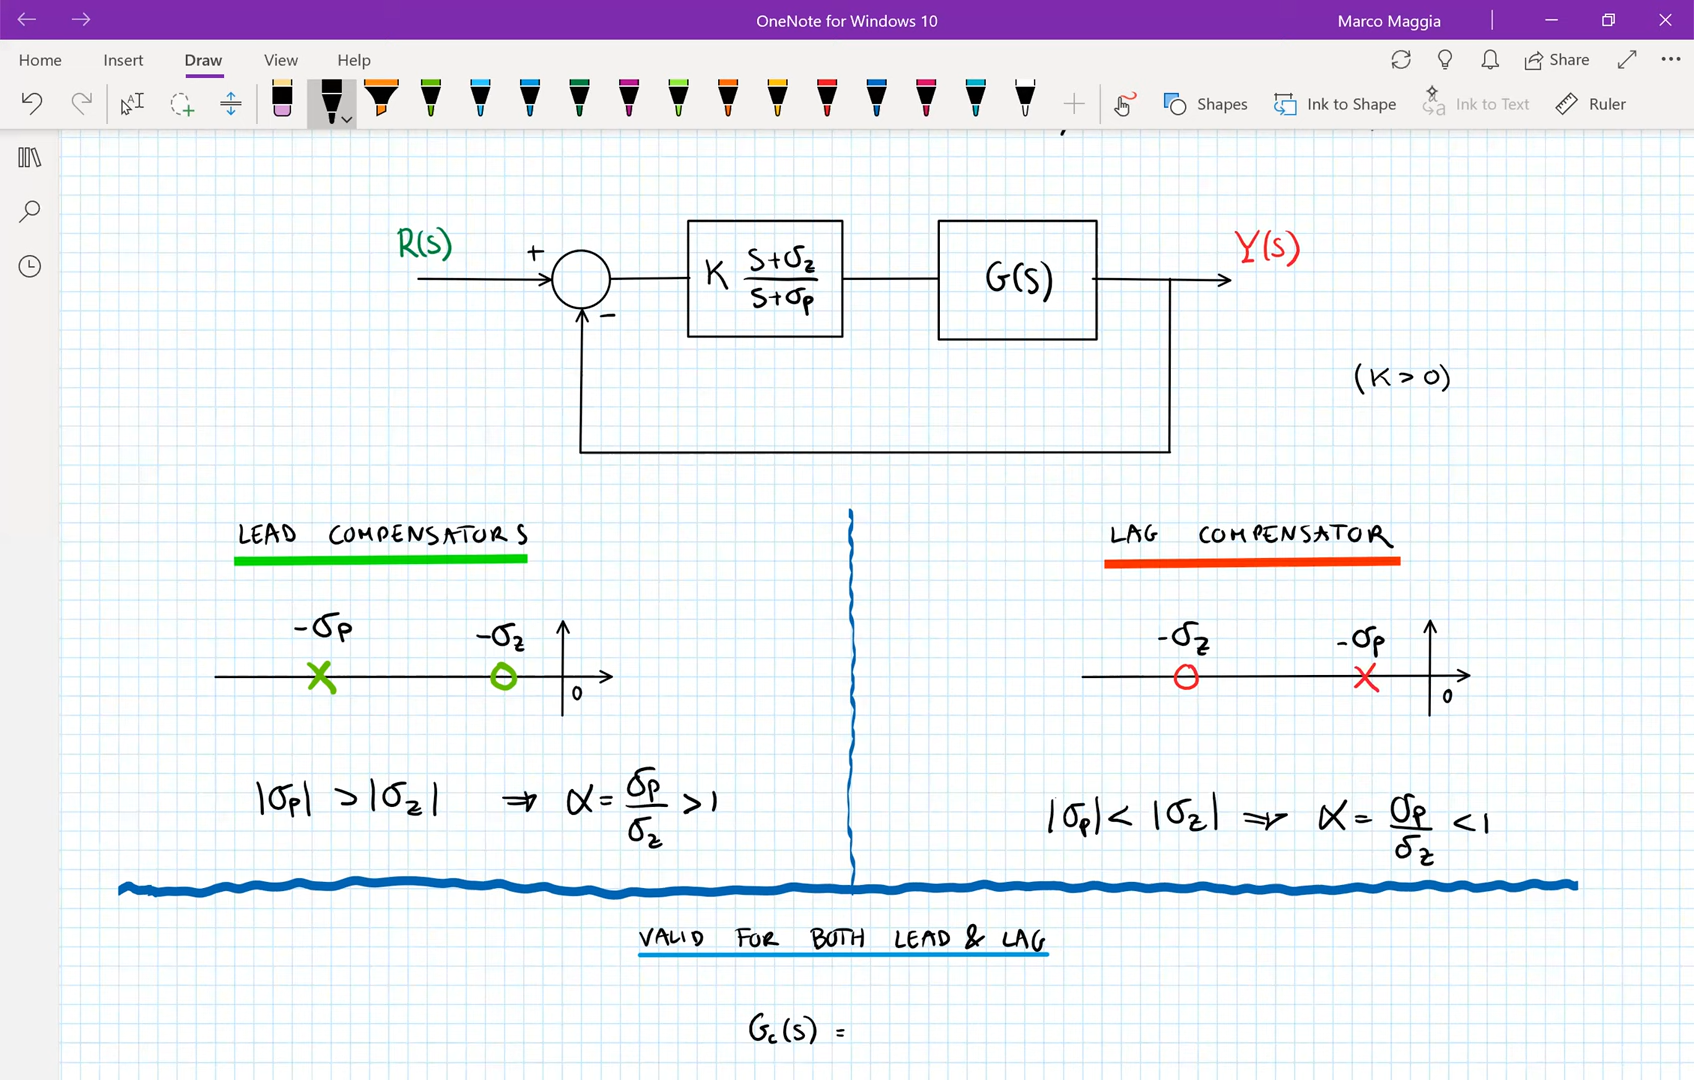 OneNote for Windows 10
Marco Maggia
Home Insert Draw View Help
Share
Shapes Ink to Shape Ink to Text Ruler
R(s)
+
-
K (s+σz)/(s+σp)
G(s)
Y(s)
(K > 0)
LEAD COMPENSATORS
LAG COMPENSATOR
-σp -σz 0
-σz -σp 0
|σp| > |σz| ⇒ α = σp/σz > 1
|σp| < |σz| ⇒ α = σp/σz < 1
VALID FOR BOTH LEAD & LAG
Gc(s) =